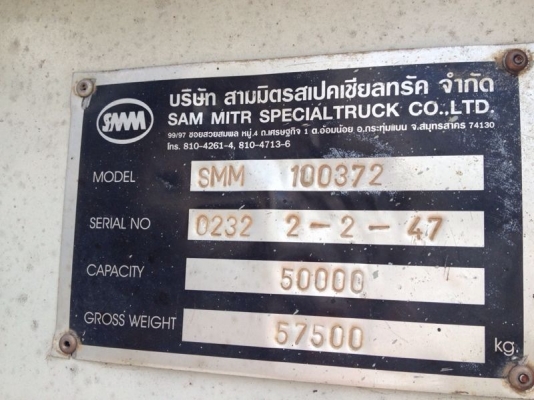 SMM
บริษัท สามมิตรสเปคเชียลทรัค จำกัด
SAM MITR SPECIALTRUCK CO.,LTD.
99/97 ซอยสวยสมพล หมู่.4 ถ.เศรษฐกิจ 1 ต.อ้อมน้อย อ.กระทุ่มแบน จ.สมุทรสาคร 74130
โทร. 810-4261-4, 810-4713-6
MODEL SMM 100372
SERIAL NO 0232 2-2-47
CAPACITY 50000
GROSS WEIGHT 57500 kg.